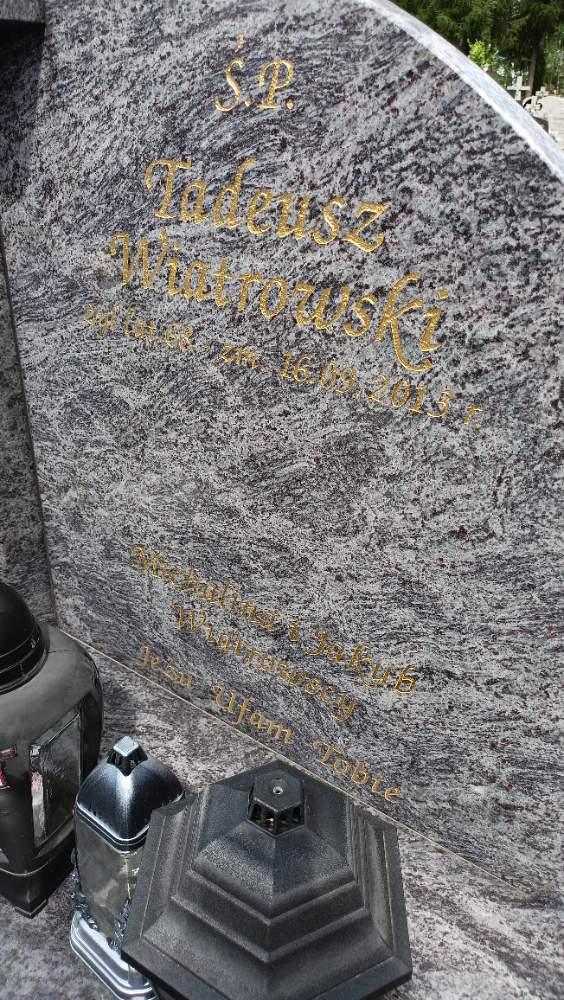 Ś.P.
Tadeusz
Wiatrowski
żył lat 68 - zm. 16.09.2013 r.
Michalina i Jakub
Wiatrowscy
Jezu Ufam Tobie